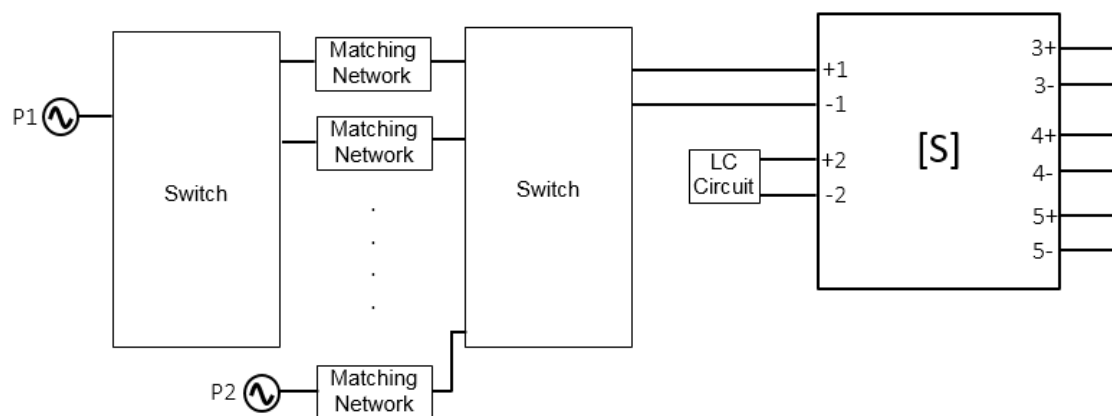 P1
Switch
Matching
Network
Matching
Network
.
.
.
.
P2
Matching
Network
Switch
LC
Circuit
+1
-1
+2
-2
[S]
3+
3-
4+
4-
5+
5-